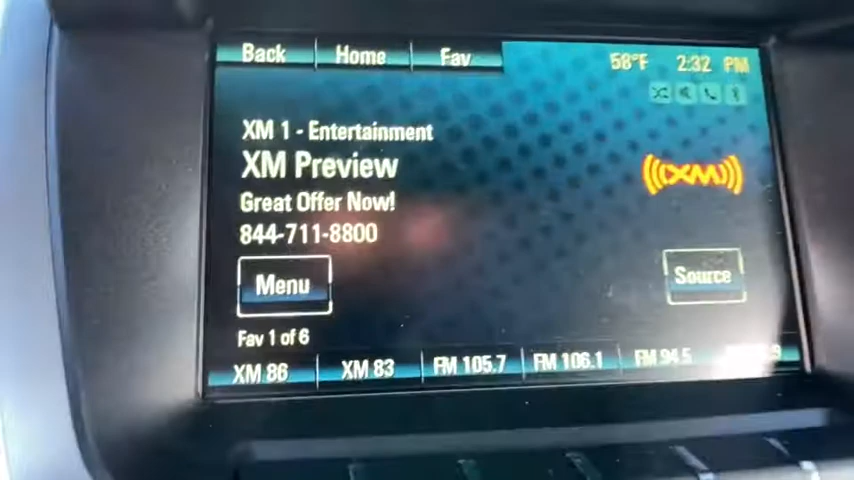 Back Home Fav 58°F 2:32 PM
XM 1 - Entertainment
XM Preview
XM
Great Offer Now!
844-711-8800
Menu Source
Fav 1 of 6
XM 86 XM 83 FM 105.7 FM 106.1 FM 94.5